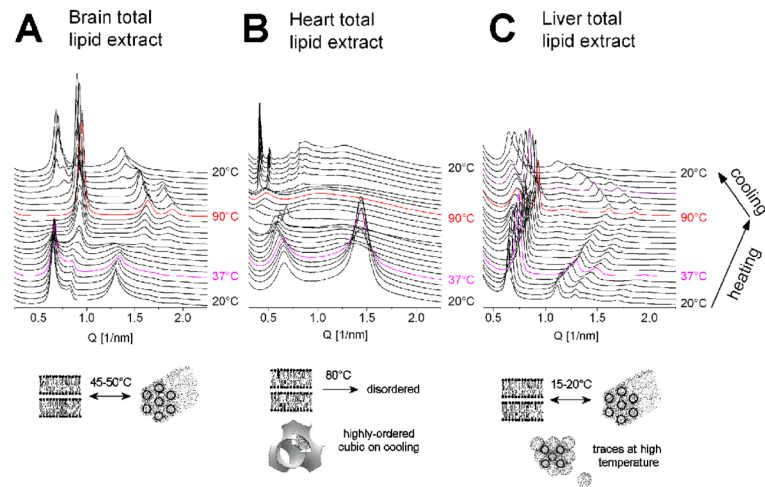 A
Brain total
lipid extract
B
Heart total
lipid extract
C
Liver total
lipid extract
20°C
90°C
37°C
20°C
20°C
90°C
37°C
20°C
20°C
90°C
37°C
20°C
cooling
heating
0.5 1.0 1.5 2.0
0.5 1.0 1.5 2.0
0.5 1.0 1.5 2.0
Q [1/nm]
Q [1/nm]
Q [1/nm]
45-50°C
80°C
disordered
highly-ordered
cubic on cooling
15-20°C
traces at high
temperature